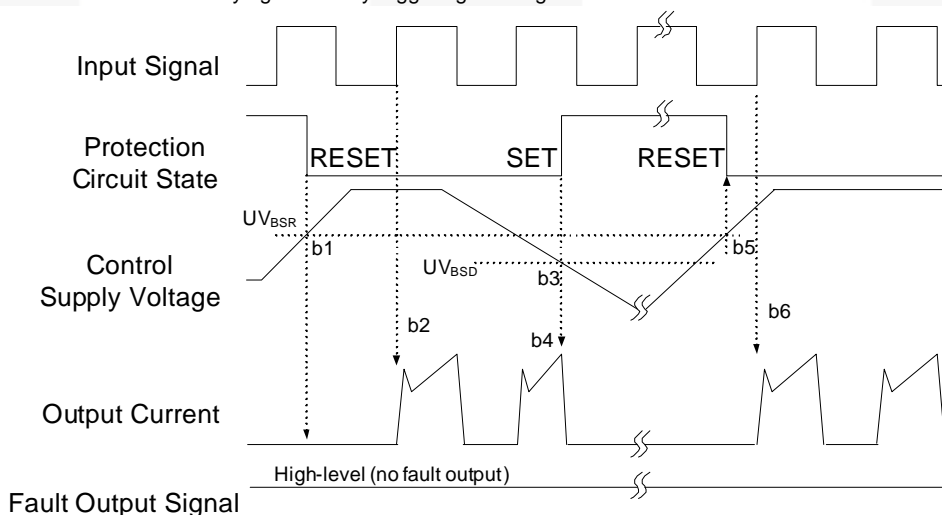 Input Signal
Protection
Circuit State
RESET
SET
RESET
UVBSR
b1
b5
UVBSD
b3
Control
Supply Voltage
b2
b4
b6
Output Current
High-level (no fault output)
Fault Output Signal